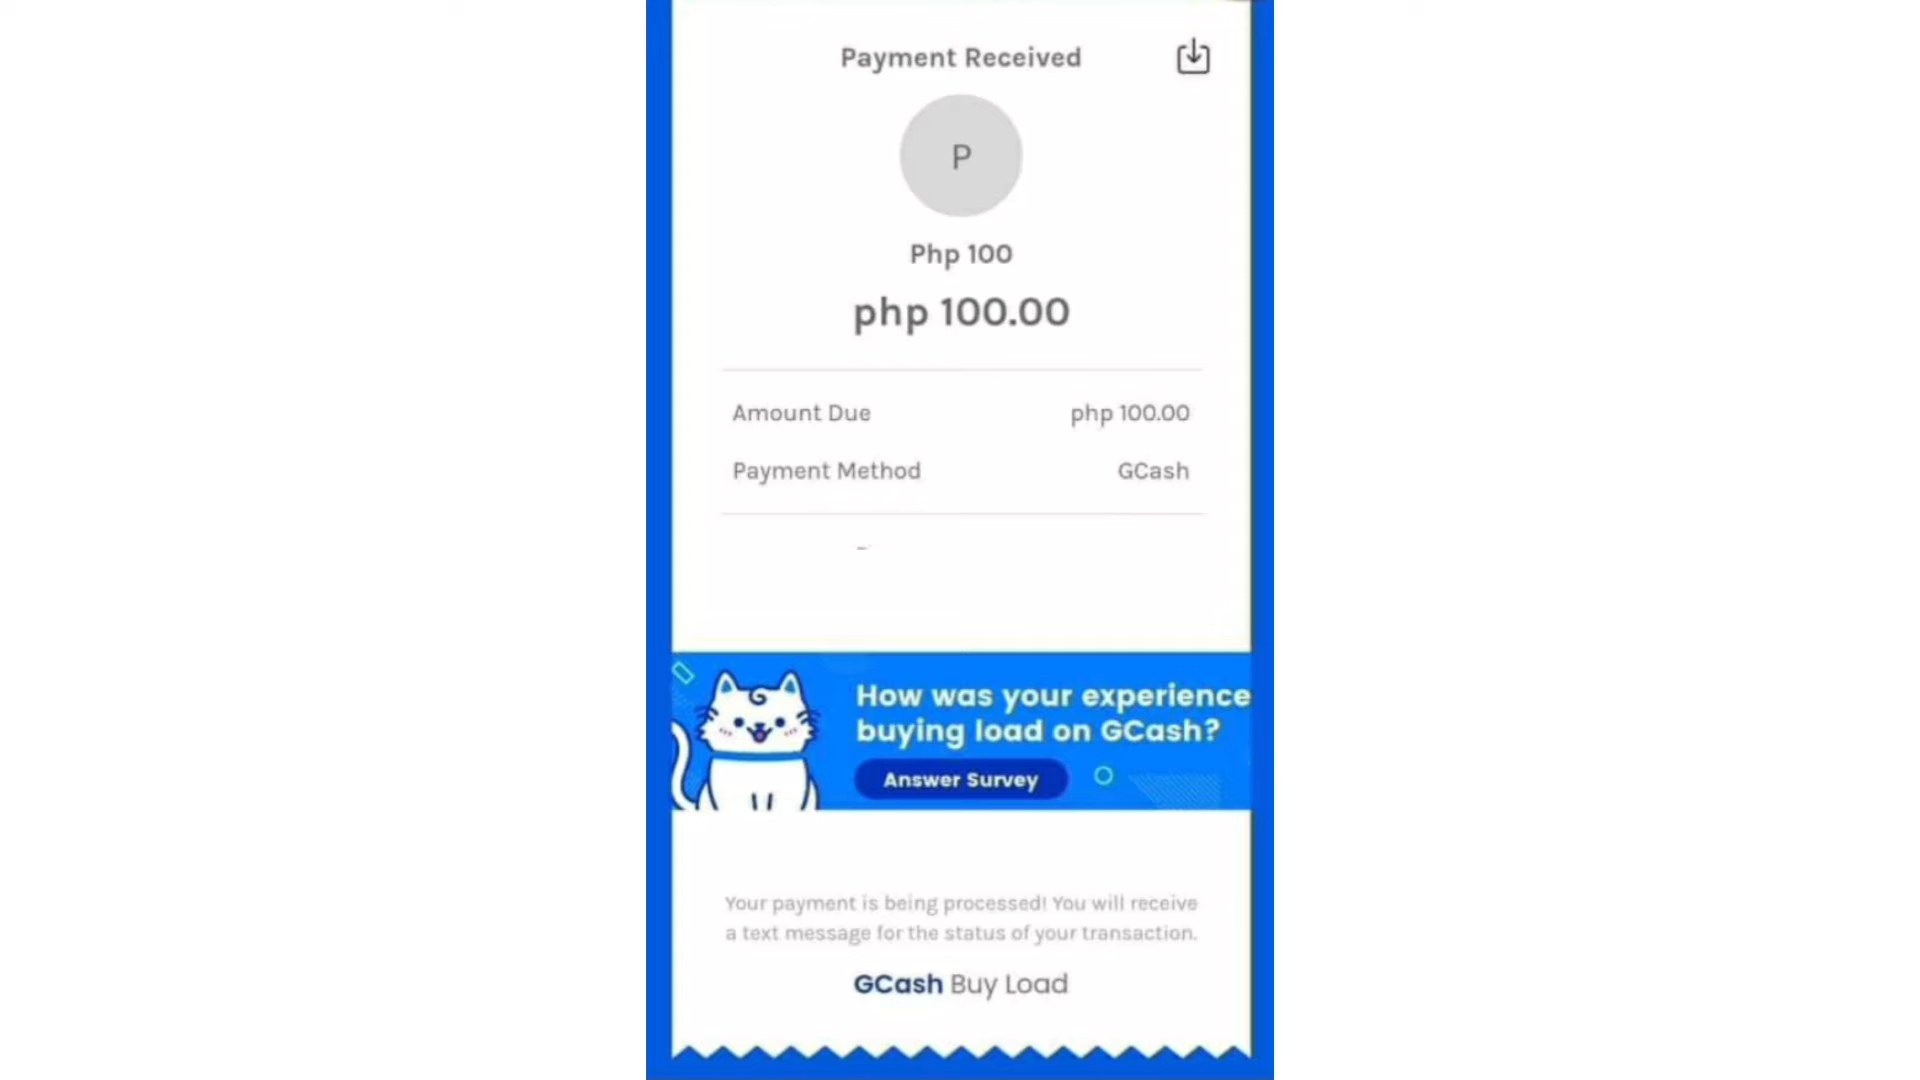 Payment Received
P
Php 100
php 100.00
Amount Due php 100.00
Payment Method GCash
How was your experience
buying load on GCash?
Answer Survey
Your payment is being processed! You will receive
a text message for the status of your transaction.
GCash Buy Load